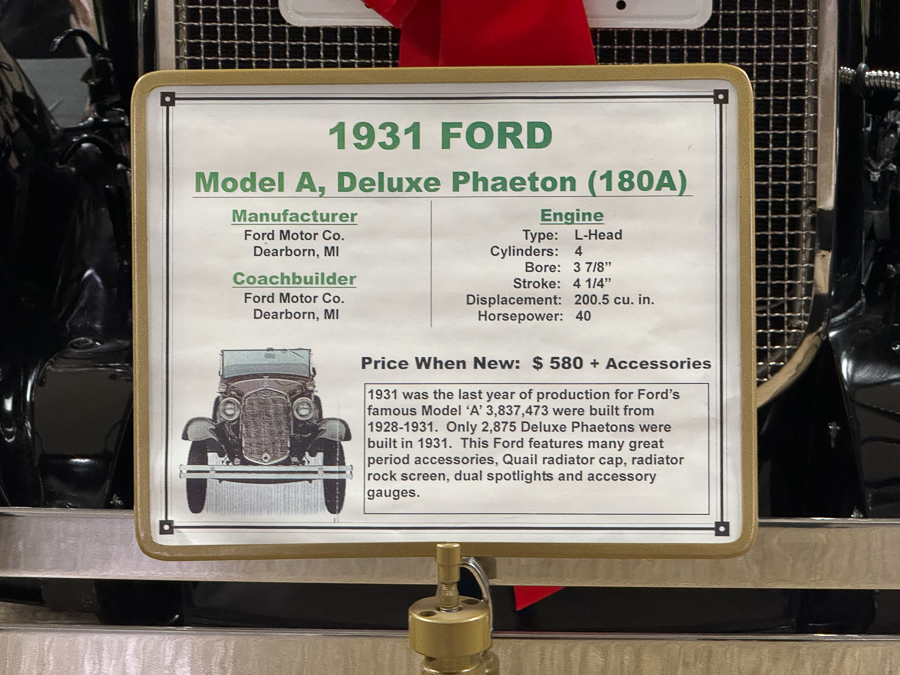 1931 FORD
Model A, Deluxe Phaeton (180A)
Manufacturer
Ford Motor Co.
Dearborn, MI
Coachbuilder
Ford Motor Co.
Dearborn, MI
Engine
Type: L-Head
Cylinders: 4
Bore: 3 7/8”
Stroke: 4 1/4”
Displacement: 200.5 cu. in.
Horsepower: 40
Price When New: $ 580 + Accessories
1931 was the last year of production for Ford’s
famous Model ‘A’ 3,837,473 were built from
1928-1931. Only 2,875 Deluxe Phaetons were
built in 1931. This Ford features many great
period accessories, Quail radiator cap, radiator
rock screen, dual spotlights and accessory
gauges.